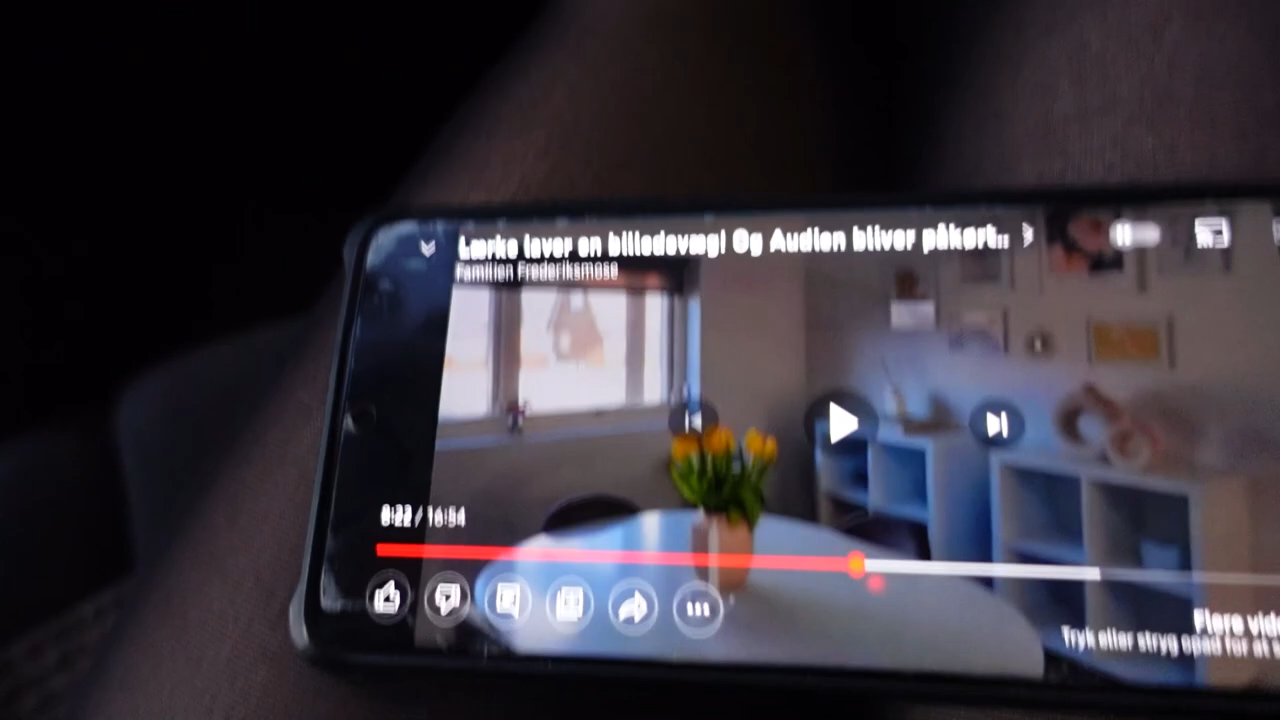 Lærke laver en billedevæg! Og Audien bliver påkørt..
Familien Frederiksmose
8:22 / 16:54
Flere vid
Tryk eller stryg opad for at